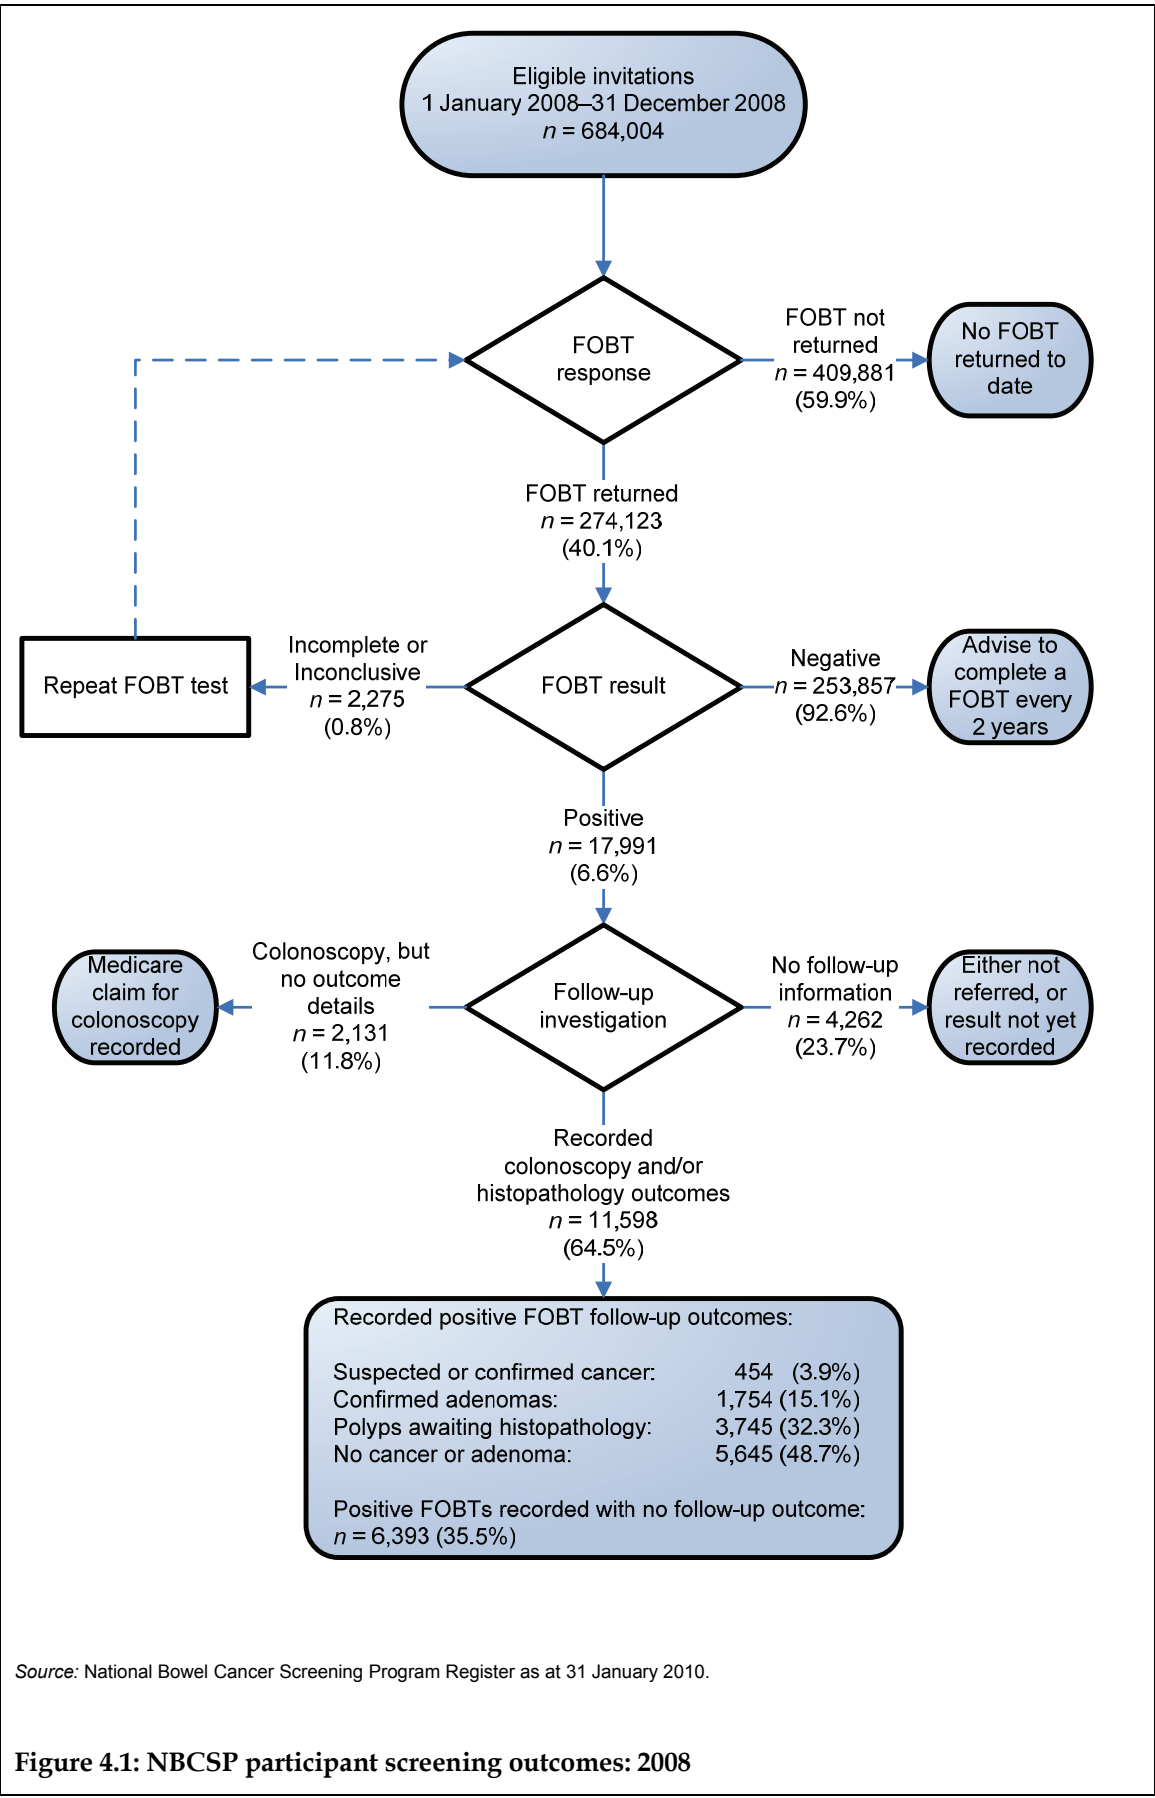 Eligible invitations
1 January 2008–31 December 2008
n = 684,004
FOBT
response
FOBT not
returned
n = 409,881
(59.9%)
No FOBT
returned to
date
FOBT returned
n = 274,123
(40.1%)
Repeat FOBT test
Incomplete or
Inconclusive
n = 2,275
(0.8%)
FOBT result
Negative
n = 253,857
(92.6%)
Advise to
complete a
FOBT every
2 years
Positive
n = 17,991
(6.6%)
Medicare
claim for
colonoscopy
recorded
Colonoscopy, but
no outcome
details
n = 2,131
(11.8%)
Follow-up
investigation
No follow-up
information
n = 4,262
(23.7%)
Either not
referred, or
result not yet
recorded
Recorded
colonoscopy and/or
histopathology outcomes
n = 11,598
(64.5%)
Recorded positive FOBT follow-up outcomes:
Suspected or confirmed cancer: 454 (3.9%)
Confirmed adenomas: 1,754 (15.1%)
Polyps awaiting histopathology: 3,745 (32.3%)
No cancer or adenoma: 5,645 (48.7%)
Positive FOBTs recorded with no follow-up outcome:
n = 6,393 (35.5%)
Source: National Bowel Cancer Screening Program Register as at 31 January 2010.
Figure 4.1: NBCSP participant screening outcomes: 2008